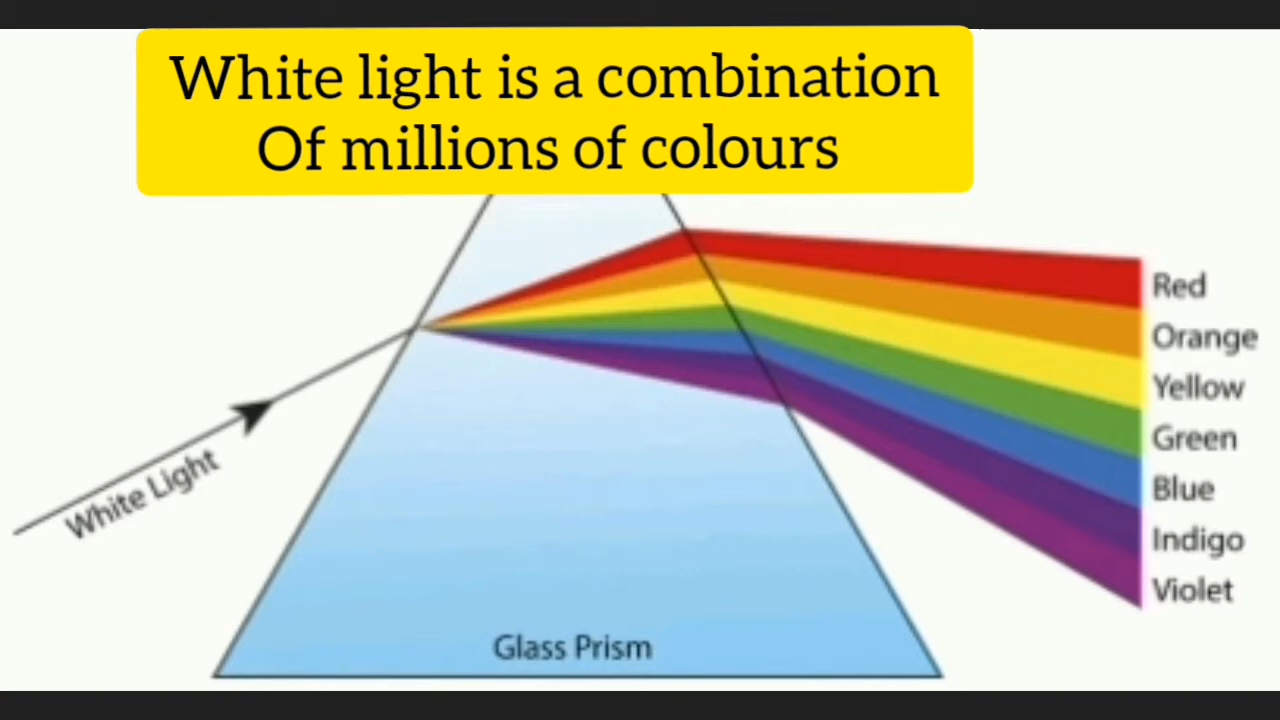 White light is a combination
Of millions of colours
Red
Orange
Yellow
Green
Blue
Indigo
Violet
White Light
Glass Prism